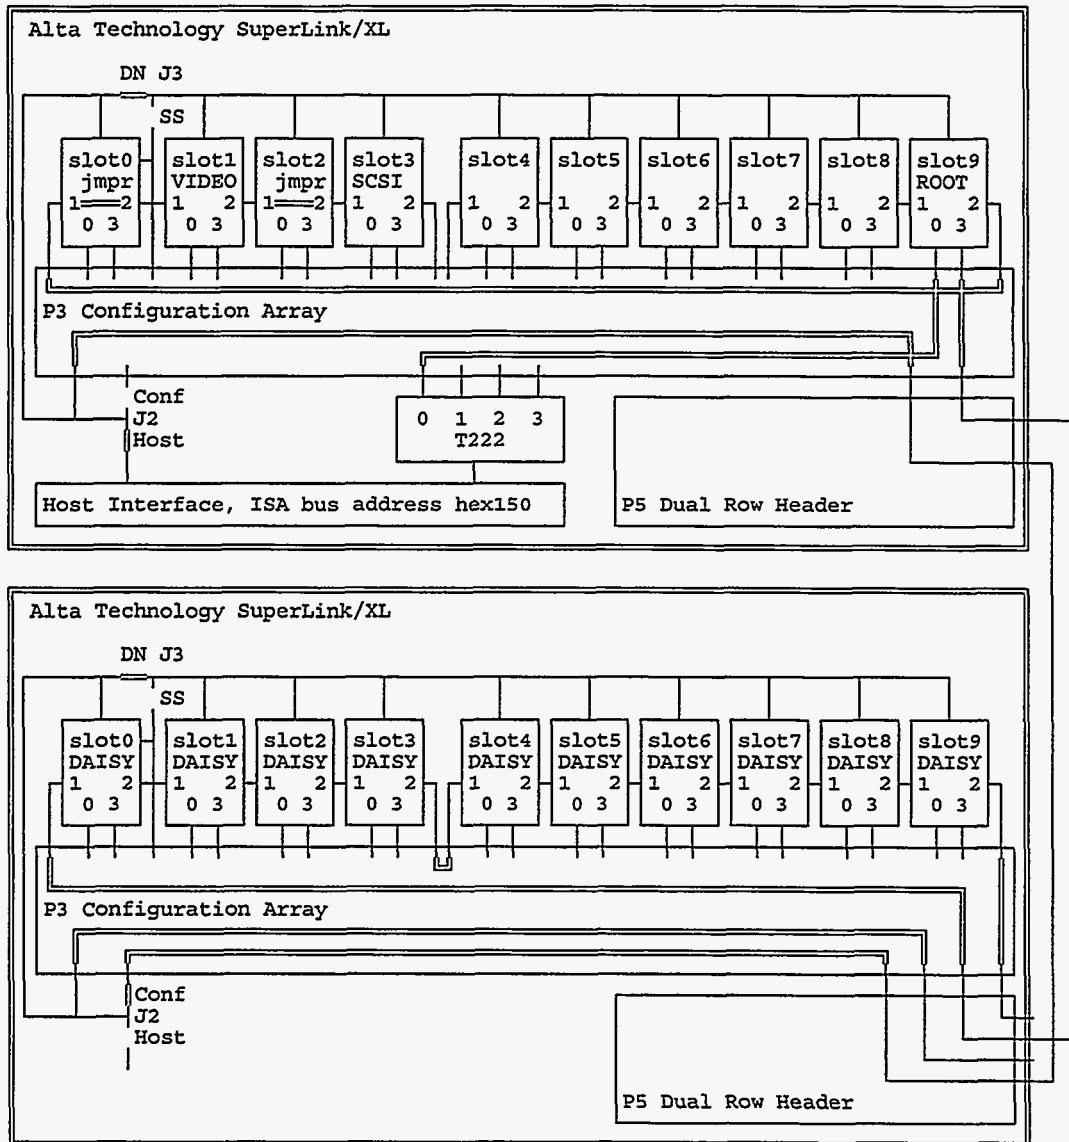 Alta Technology SuperLink/XL
DN J3
SS
slot0 slot1 slot2 slot3 slot4 slot5 slot6 slot7 slot8 slot9
jmpr VIDEO jmpr SCSI ROOT
1 2 1 2 1 2 1 2 1 2 1 2 1 2 1 2 1 2 1 2
0 3 0 3 0 3 0 3 0 3 0 3 0 3 0 3 0 3 0 3
P3 Configuration Array
Conf
J2
Host
0 1 2 3
T222
Host Interface, ISA bus address hex150
P5 Dual Row Header
Alta Technology SuperLink/XL
DN J3
SS
slot0 slot1 slot2 slot3 slot4 slot5 slot6 slot7 slot8 slot9
DAISY DAISY DAISY DAISY DAISY DAISY DAISY DAISY DAISY DAISY
1 2 1 2 1 2 1 2 1 2 1 2 1 2 1 2 1 2 1 2
0 3 0 3 0 3 0 3 0 3 0 3 0 3 0 3 0 3 0 3
P3 Configuration Array
Conf
J2
Host
P5 Dual Row Header